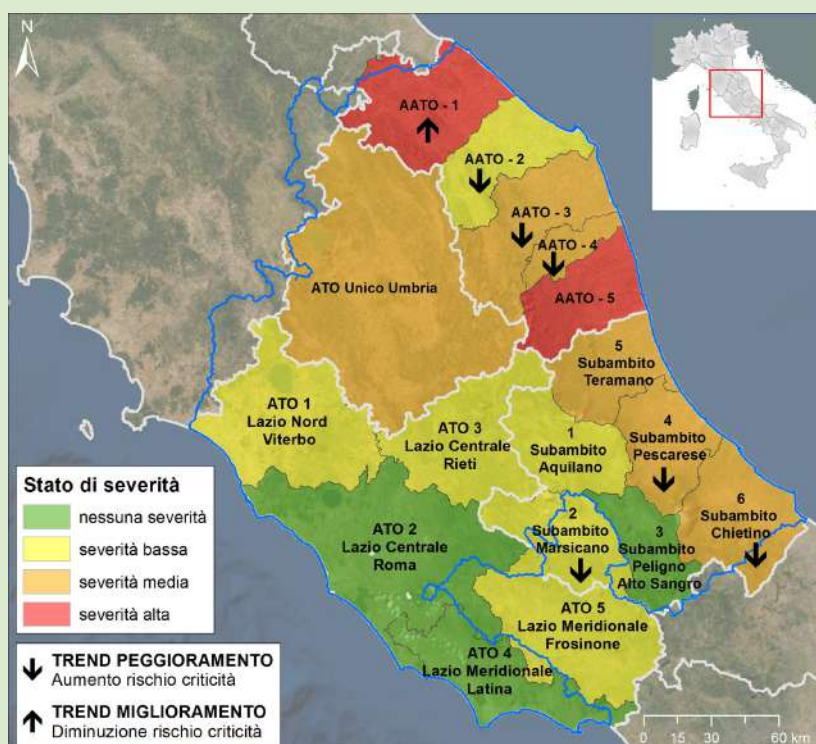 N
AATO - 1
AATO - 2
AATO - 3
AATO - 4
AATO - 5
ATO Unico Umbria
5
Subambito
Teramano
ATO 1
Lazio Nord
Viterbo
ATO 3
Lazio Centrale
Rieti
1
Subambito
Aquilano
4
Subambito
Pescarese
6
Subambito
Chietino
ATO 2
Lazio Centrale
Roma
2
Subambito
Marsicano
3
Subambito
Peligno
Alto Sangro
ATO 5
Lazio Meridionale
Frosinone
ATO 4
Lazio Meridionale
Latina
Stato di severità
nessuna severità
severità bassa
severità media
severità alta
TREND PEGGIORAMENTO
Aumento rischio criticità
TREND MIGLIORAMENTO
Diminuzione rischio criticità
0 15 30 60 km